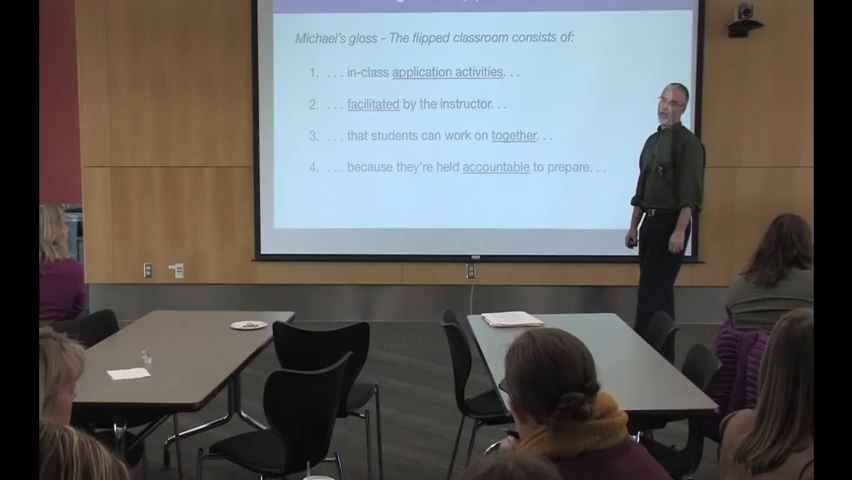 Michael's gloss - The flipped classroom consists of:
1. . . . in-class application activities. . .
2. . . . facilitated by the instructor. . .
3. . . . that students can work on together. . .
4. . . . because they're held accountable to prepare. . .